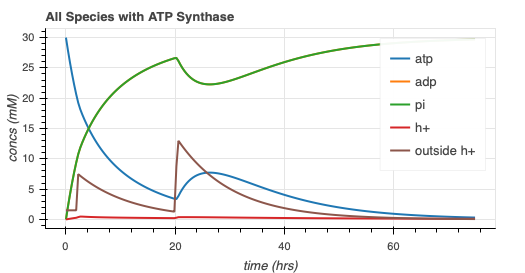 All Species with ATP Synthase
30
25
20
15
10
5
0
concs (mM)
atp
adp
pi
h+
outside h+
0
20
40
60
time (hrs)